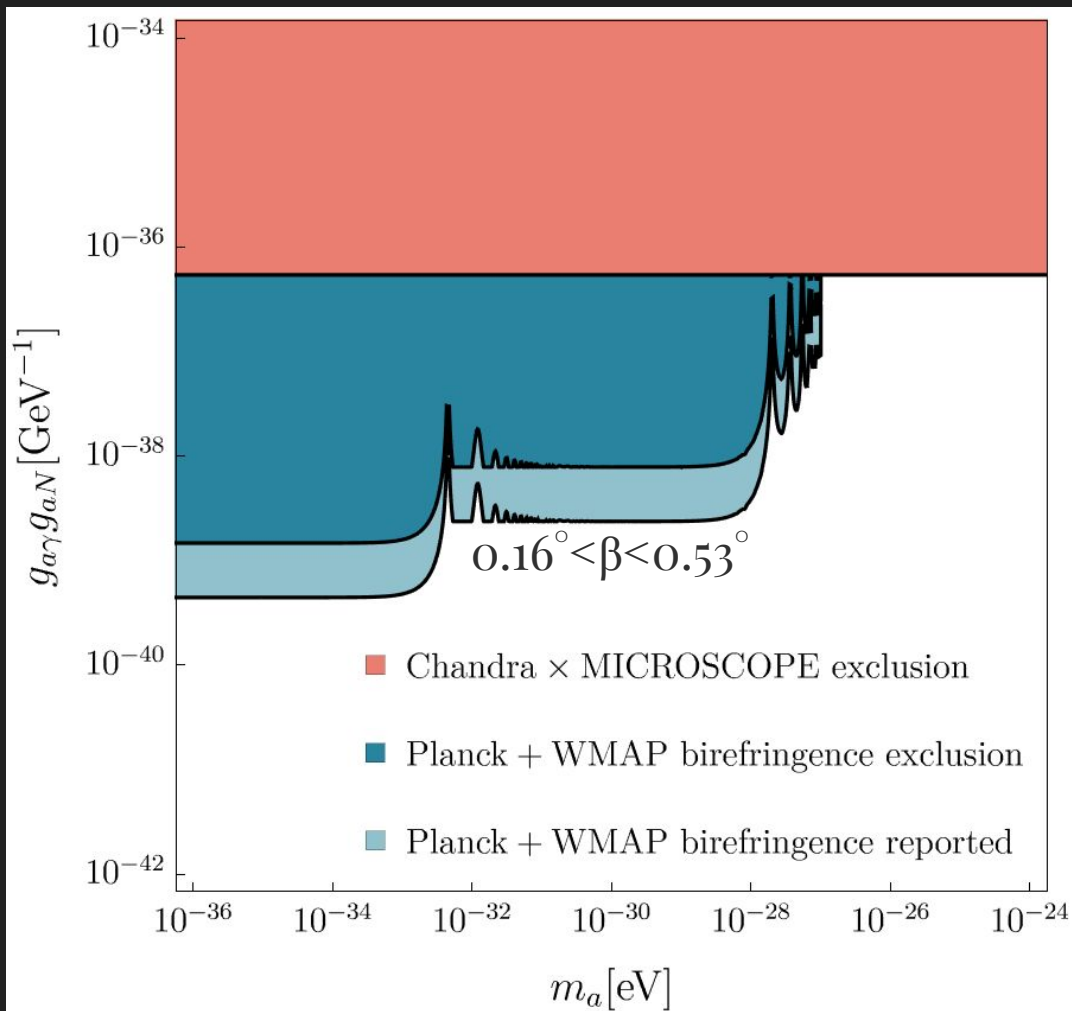 10⁻³⁴
10⁻³⁶
10⁻³⁸
10⁻⁴⁰
10⁻⁴²
g_{aγ}g_{aN}[GeV⁻¹]
0.16°<β<0.53°
Chandra × MICROSCOPE exclusion
Planck + WMAP birefringence exclusion
Planck + WMAP birefringence reported
10⁻³⁶ 10⁻³⁴ 10⁻³² 10⁻³⁰ 10⁻²⁸ 10⁻²⁶ 10⁻²⁴
m_a[eV]